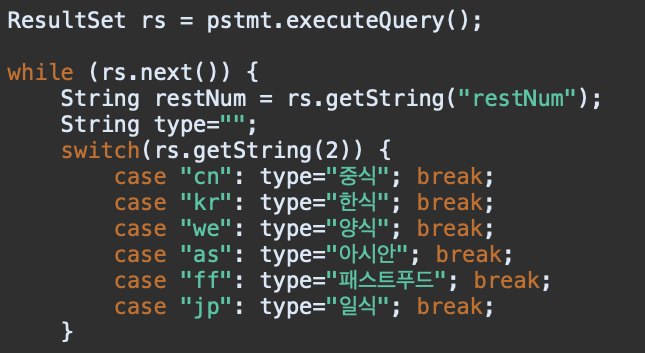 ResultSet rs = pstmt.executeQuery();
while (rs.next()) {
String restNum = rs.getString("restNum");
String type="";
switch(rs.getString(2)) {
case "cn": type="중식"; break;
case "kr": type="한식"; break;
case "we": type="양식"; break;
case "as": type="아시안"; break;
case "ff": type="패스트푸드"; break;
case "jp": type="일식"; break;
}